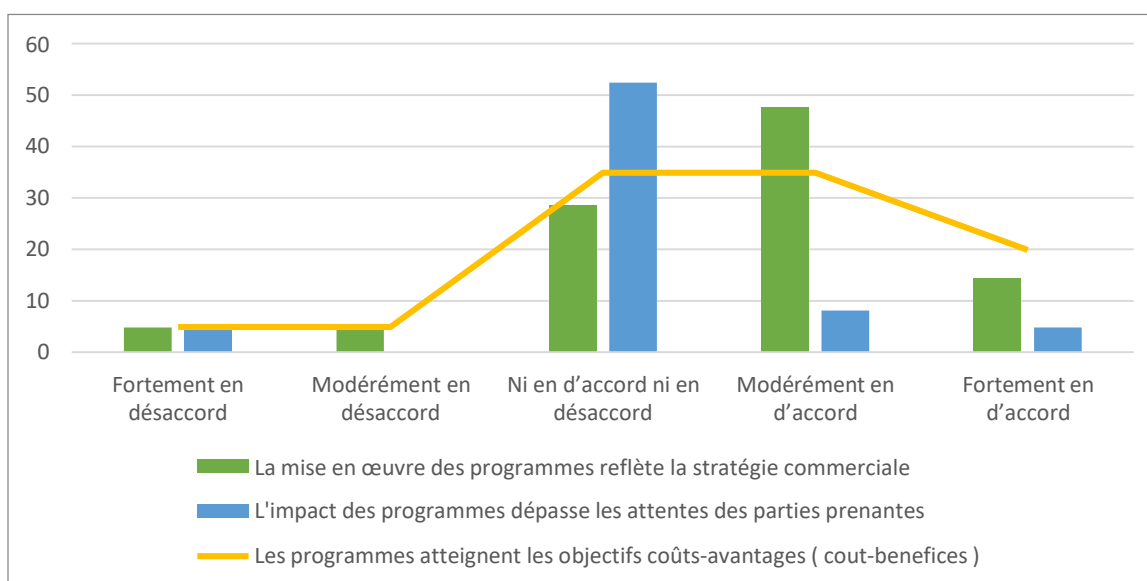 60
50
40
30
20
10
0
Fortement en désaccord
Modérément en désaccord
Ni en d’accord ni en désaccord
Modérément en d’accord
Fortement en d’accord
La mise en œuvre des programmes reflète la stratégie commerciale
L'impact des programmes dépasse les attentes des parties prenantes
Les programmes atteignent les objectifs coûts-avantages ( cout-benefices )